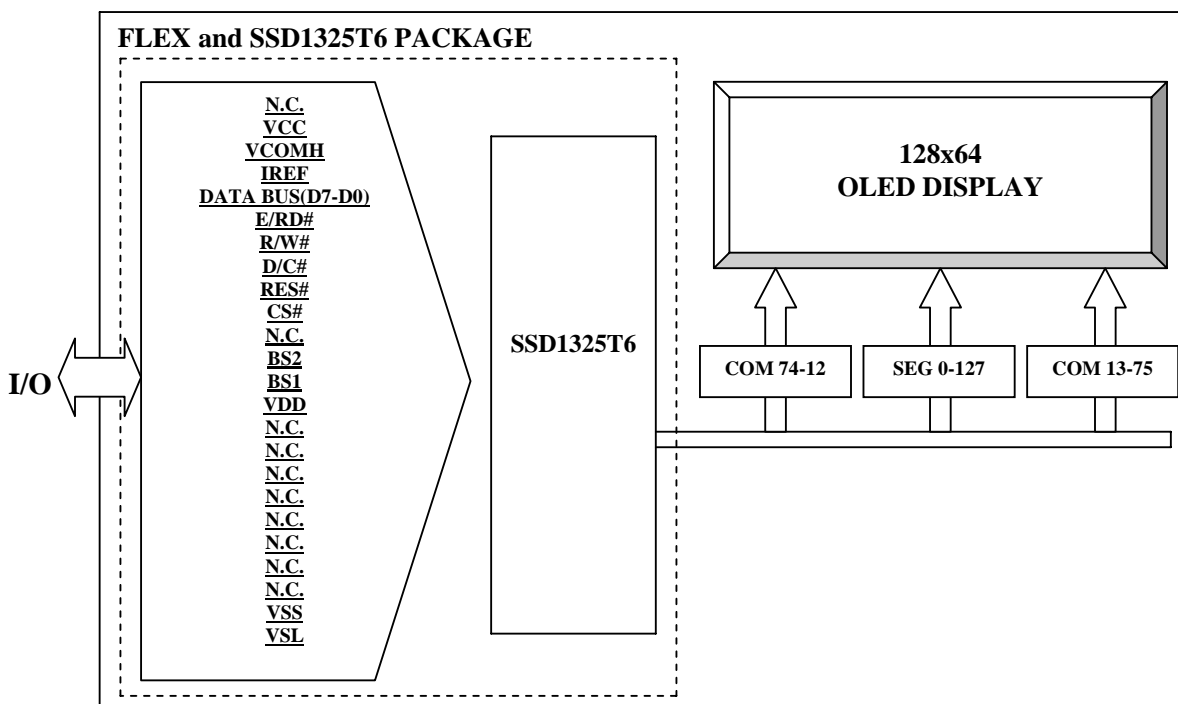 FLEX and SSD1325T6 PACKAGE
N.C.
VCC
VCOMH
IREF
DATA BUS(D7-D0)
E/RD#
R/W#
D/C#
RES#
CS#
N.C.
BS2
BS1
VDD
N.C.
N.C.
N.C.
N.C.
N.C.
N.C.
N.C.
N.C.
VSS
VSL
I/O
SSD1325T6
128x64
OLED DISPLAY
COM 74-12
SEG 0-127
COM 13-75